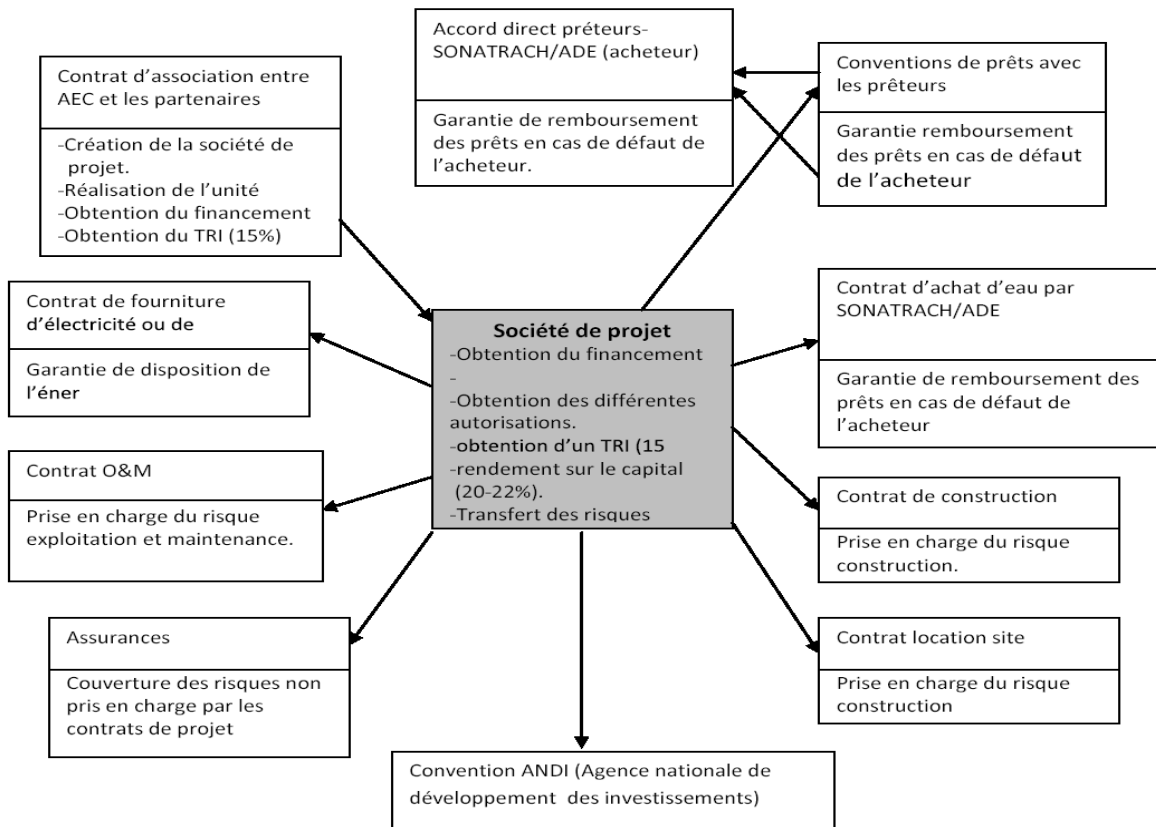 Accord direct préteurs-
SONATRACH/ADE (acheteur)
Garantie de remboursement
des prêts en cas de défaut de
l'acheteur.
Conventions de prêts avec
les prêteurs
Garantie remboursement
des prêts en cas de défaut
de l'acheteur
Contrat d'association entre
AEC et les partenaires
-Création de la société de
projet.
-Réalisation de l'unité
-Obtention du financement
-Obtention du TRI (15%)
Contrat de fourniture
d'électricité ou de
Garantie de disposition de
l'éner
Société de projet
-Obtention du financement
-
-Obtention des différentes
autorisations.
-obtention d'un TRI (15
-rendement sur le capital
(20-22%).
-Transfert des risques
Contrat d'achat d'eau par
SONATRACH/ADE
Garantie de remboursement des
prêts en cas de défaut de
l'acheteur
Contrat O&M
Prise en charge du risque
exploitation et maintenance.
Contrat de construction
Prise en charge du risque
construction.
Assurances
Couverture des risques non
pris en charge par les
contrats de projet
Contrat location site
Prise en charge du risque
construction
Convention ANDI (Agence nationale de
développement des investissements)